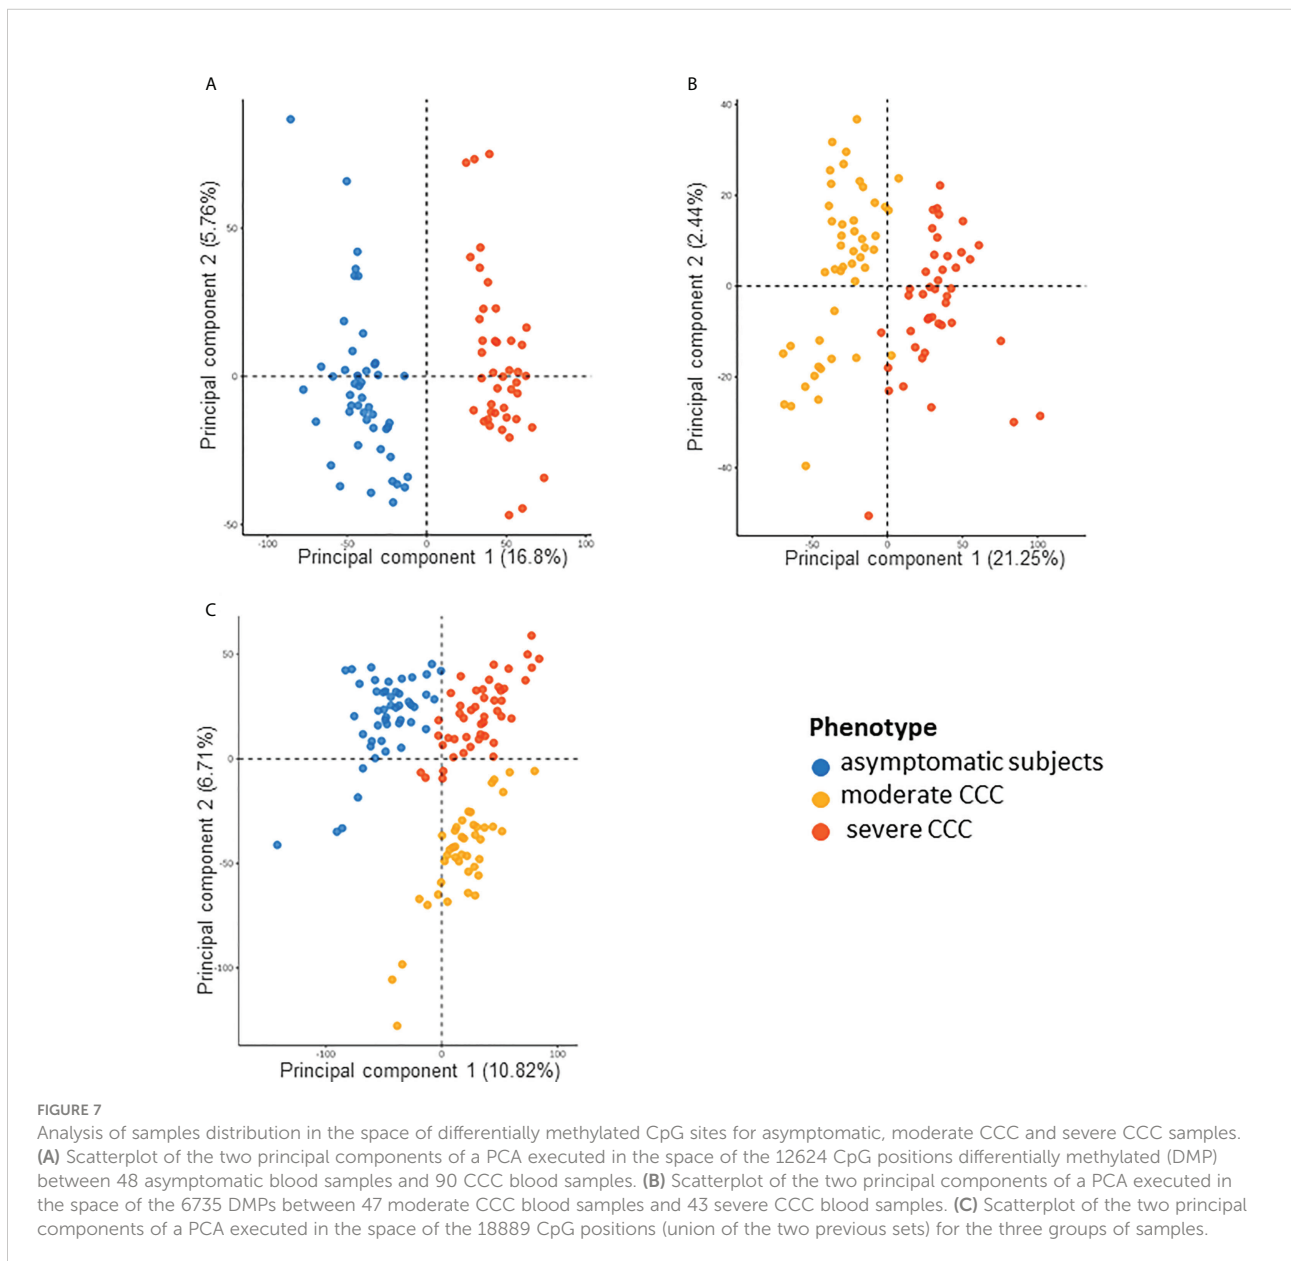 A
Principal component 2 (5.76%)
50
0
-50
-100
-50
0
50
100
Principal component 1 (16.8%)
B
Principal component 2 (2.44%)
40
20
0
-20
-40
-50
0
50
100
Principal component 1 (21.25%)
C
Principal component 2 (6.71%)
50
0
-50
-100
-100
0
100
Principal component 1 (10.82%)
Phenotype
asymptomatic subjects
moderate CCC
severe CCC
FIGURE 7
Analysis of samples distribution in the space of differentially methylated CpG sites for asymptomatic, moderate CCC and severe CCC samples.
(A) Scatterplot of the two principal components of a PCA executed in the space of the 12624 CpG positions differentially methylated (DMP)
between 48 asymptomatic blood samples and 90 CCC blood samples. (B) Scatterplot of the two principal components of a PCA executed in
the space of the 6735 DMPs between 47 moderate CCC blood samples and 43 severe CCC blood samples. (C) Scatterplot of the two principal
components of a PCA executed in the space of the 18889 CpG positions (union of the two previous sets) for the three groups of samples.